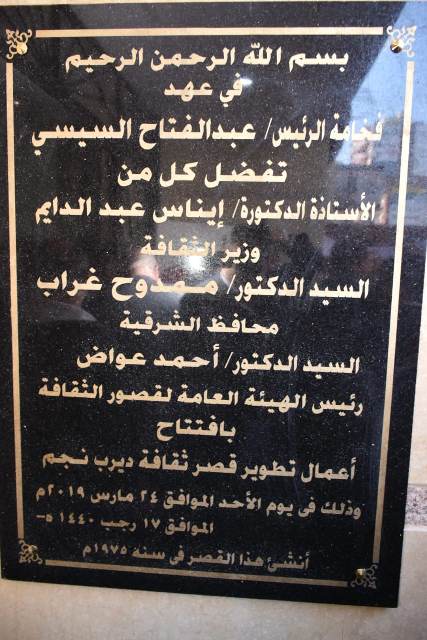 بسم الله الرحمن الرحيم
في عهد
فخامة الرئيس/ عبدالفتاح السيسي
تفضل كل من
الأستاذة الدكتورة/ إيناس عبد الدايم
وزير الثقافة
السيد الدكتور/ ممدوح غراب
محافظ الشرقية
السيد الدكتور/ أحمد عواض
رئيس الهيئة العامة لقصور الثقافة
بافتتاح
أعمال تطوير قصر ثقافة ديرب نجم
وذلك في يوم الأحد الموافق ٢٤ مارس ٢٠١٩م
الموافق ١٧ رجب ١٤٤٠ هـ
أنشئ هذا القصر في سنه ١٩٧٥م